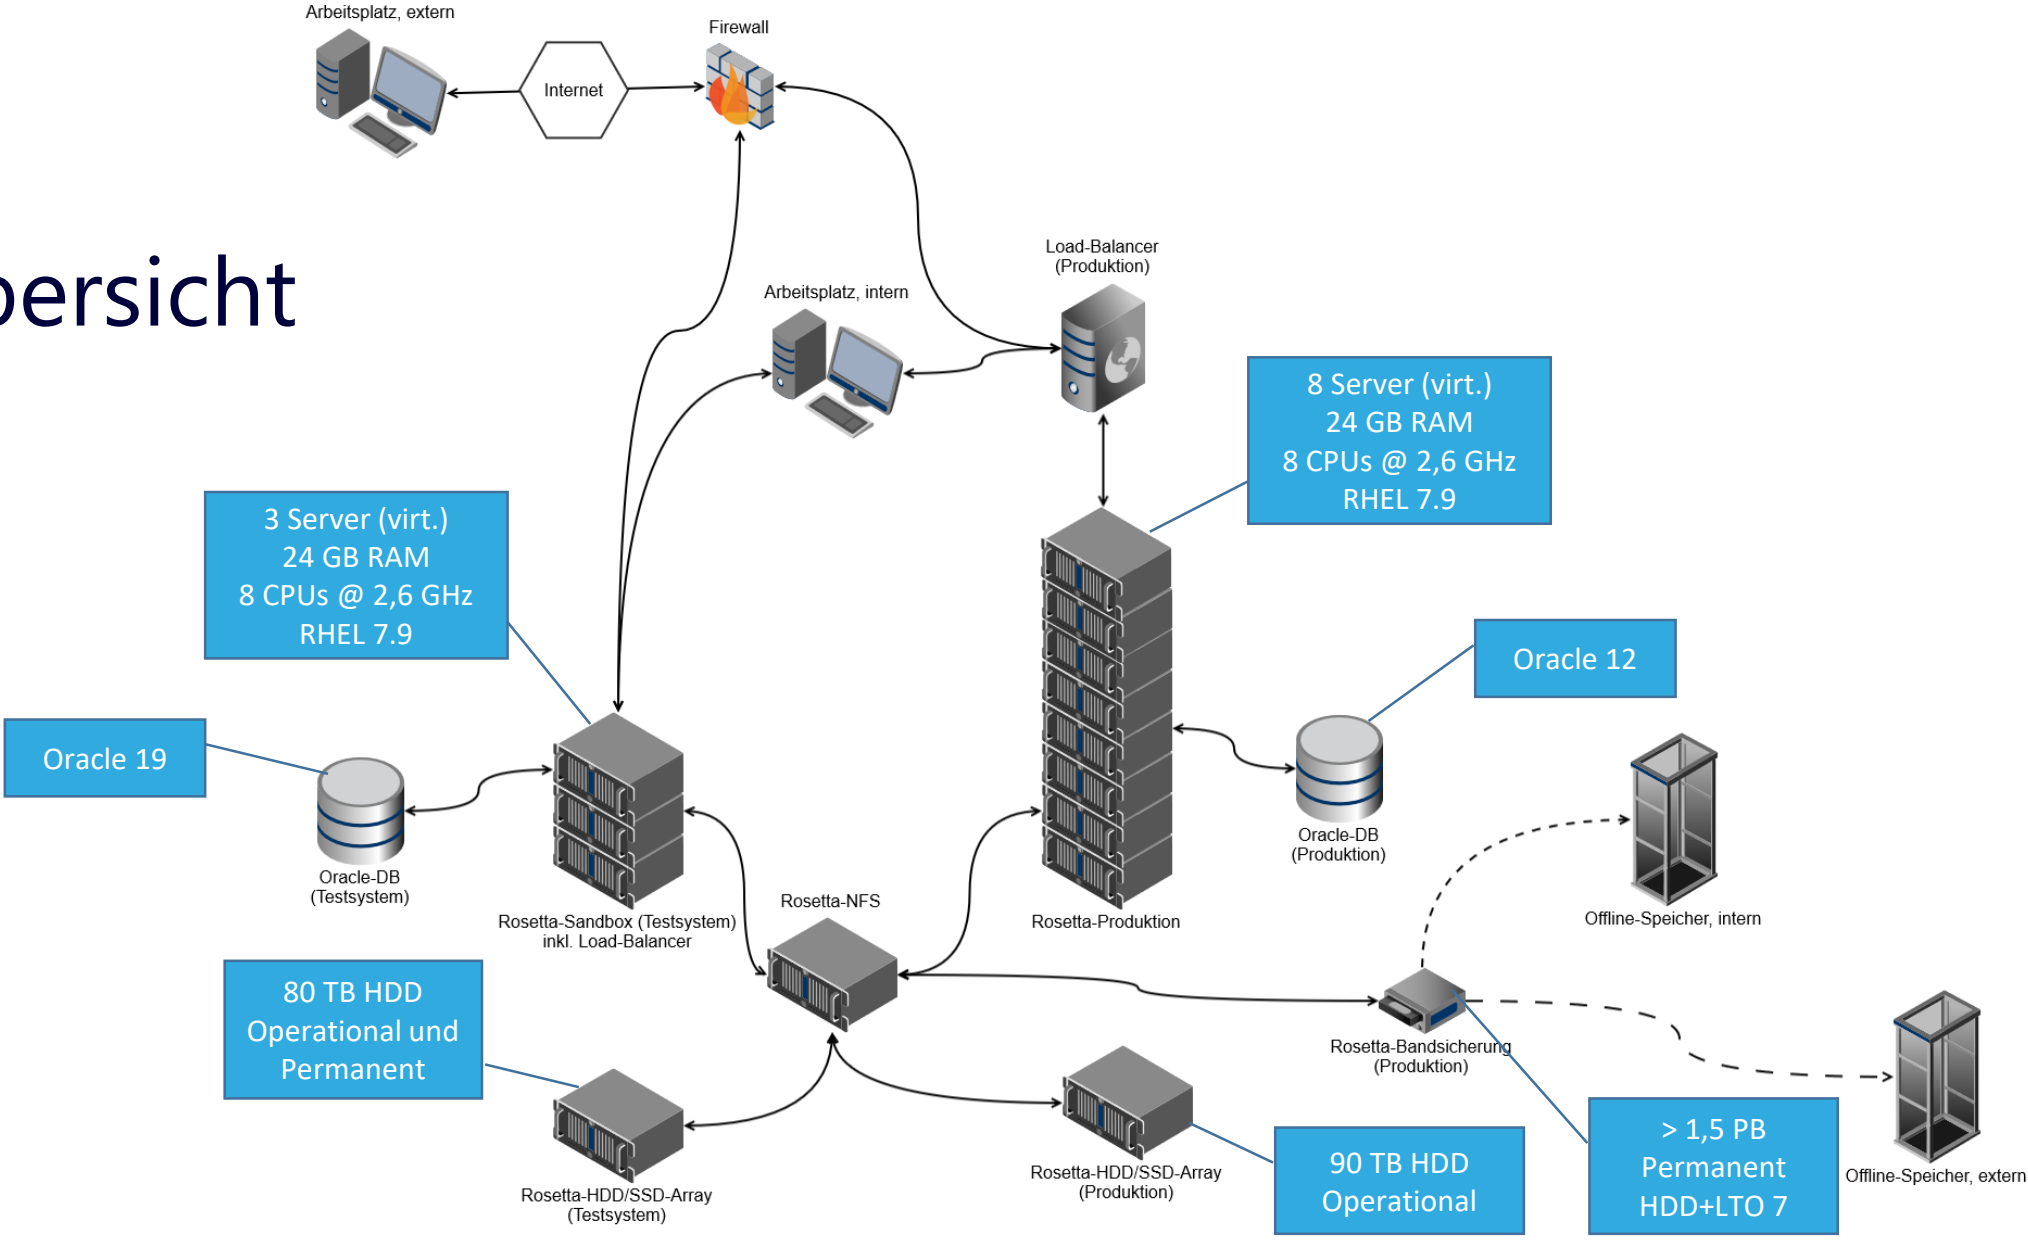 Arbeitsplatz, extern
Firewall
Internet
bersicht
Load-Balancer
(Produktion)
Arbeitsplatz, intern
8 Server (virt.)
24 GB RAM
8 CPUs @ 2,6 GHz
RHEL 7.9
3 Server (virt.)
24 GB RAM
8 CPUs @ 2,6 GHz
RHEL 7.9
Oracle 12
Oracle 19
Oracle-DB
(Produktion)
Oracle-DB
(Testsystem)
Rosetta-Sandbox (Testsystem)
inkl. Load-Balancer
Rosetta-NFS
Rosetta-Produktion
Offline-Speicher, intern
80 TB HDD
Operational und
Permanent
Rosetta-Bandsicherung
(Produktion)
> 1,5 PB
Permanent
HDD+LTO 7
90 TB HDD
Operational
Rosetta-HDD/SSD-Array
(Produktion)
Rosetta-HDD/SSD-Array
(Testsystem)
Offline-Speicher, extern